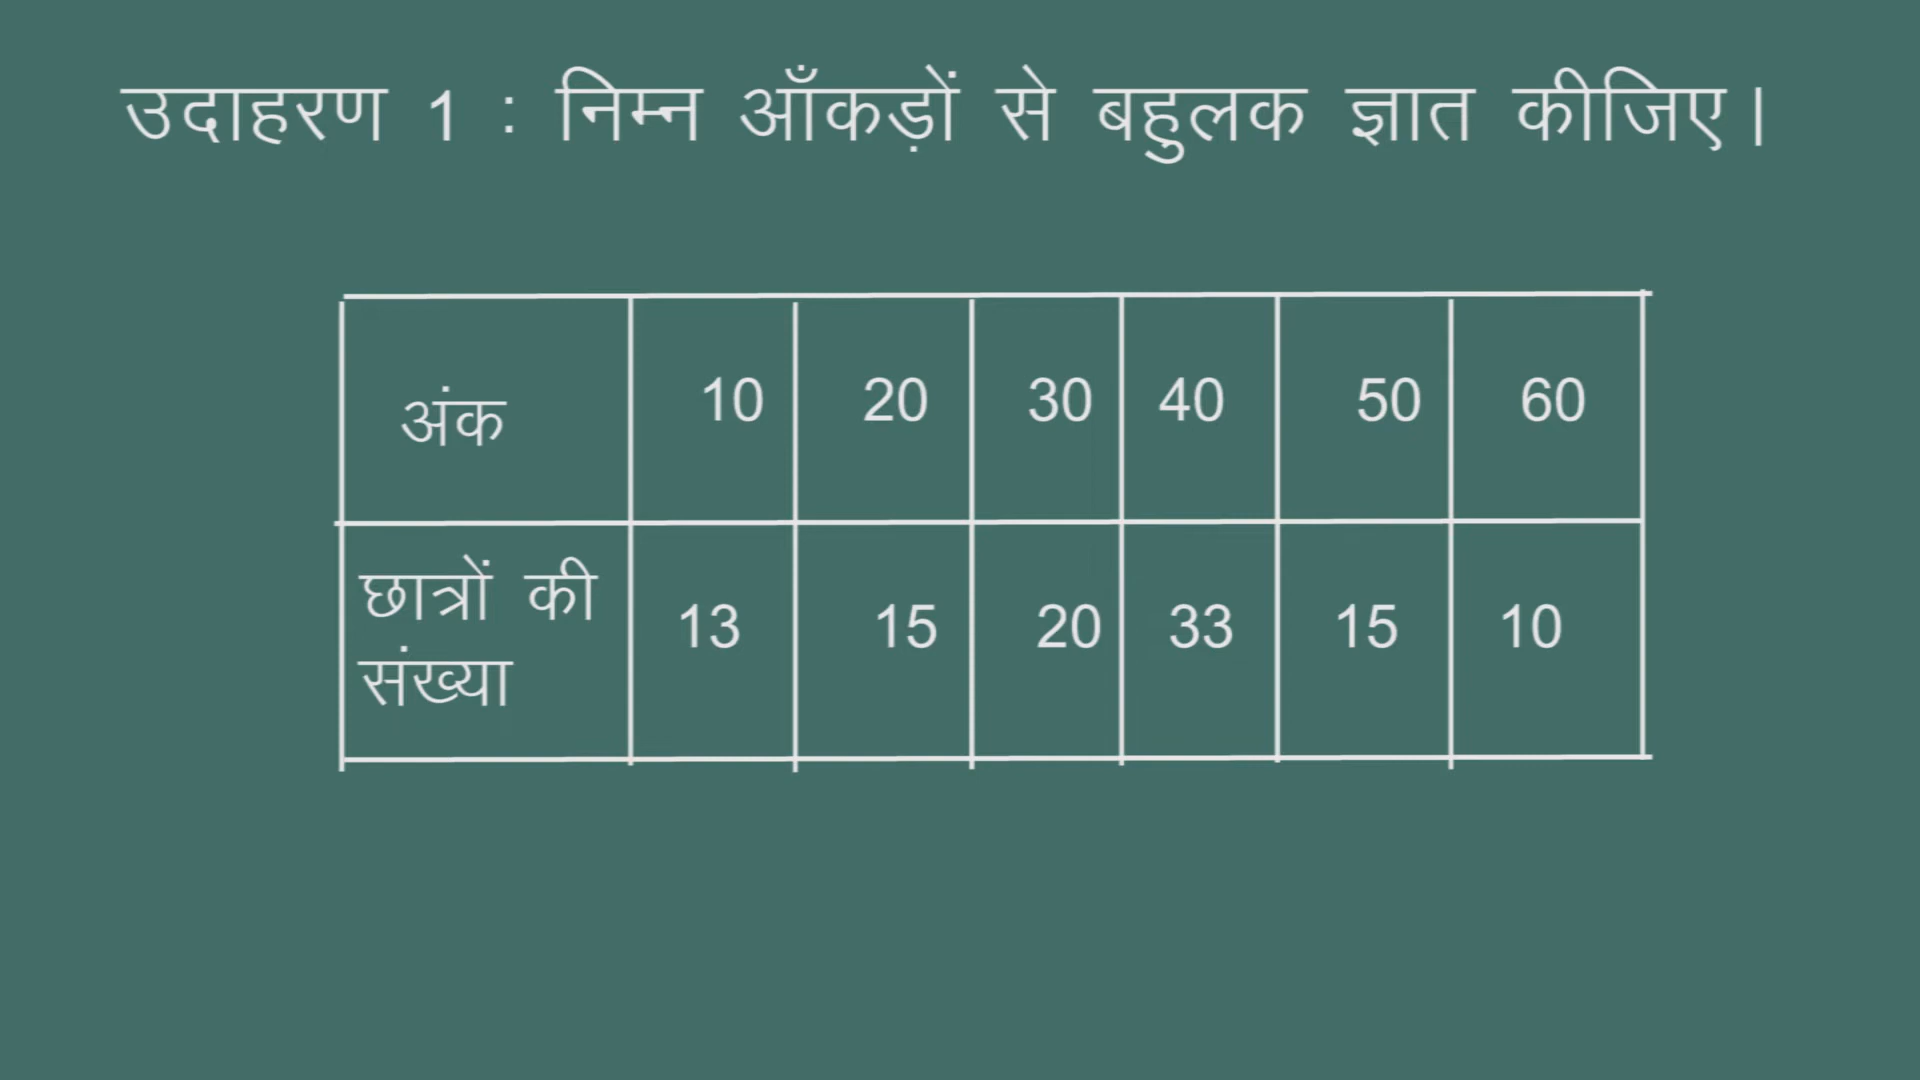 उदाहरण 1 : निम्न आँकड़ों से बहुलक ज्ञात कीजिए।
अंक 10 20 30 40 50 60
छात्रों की
संख्या 13 15 20 33 15 10